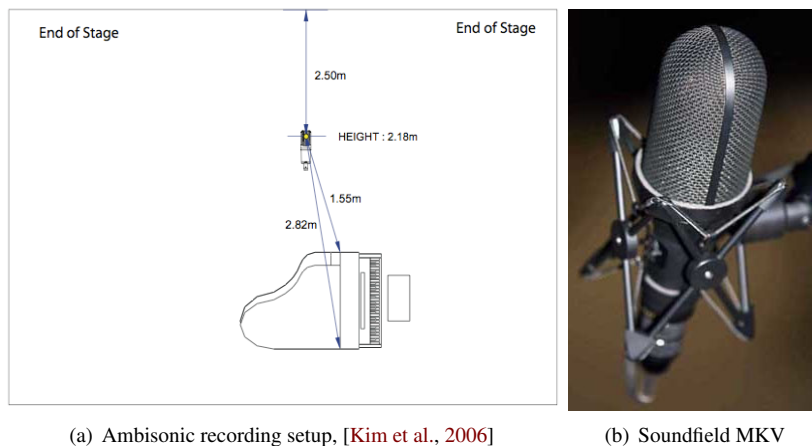 End of Stage
End of Stage
2.50m
HEIGHT : 2.18m
1.55m
2.82m
(a) Ambisonic recording setup, [Kim et al., 2006]
(b) Soundfield MKV